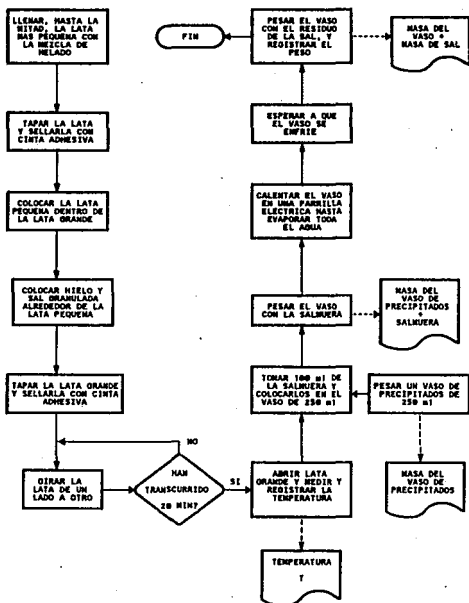 LLENAR, HASTA LA
MITAD, LA LATA
MAS PEQUENA CON
LA MEZCLA DE
HELADO
TAPAR LA LATA
Y SELLARLA CON
CINTA ADHESIVA
COLOCAR LA LATA
PEQUENA DENTRO DE
LA LATA GRANDE
COLOCAR HIELO Y
SAL GRANULADA
ALREDEDOR DE LA
LATA PEQUENA
TAPAR LA LATA GRANDE
Y SELLARLA CON CINTA
ADHESIVA
GIRAR LA
LATA DE UN
LADO A OTRO
NO
HAN
TRANSCURRIDO
20 MIN?
SI
ABRIR LATA
GRANDE Y MEDIR Y
REGISTRAR LA
TEMPERATURA
TEMPERATURA
T
TOMAR 100 ml DE
LA SALMUERA Y
COLOCARLOS EN EL
VASO DE 250 ml
PESAR UN VASO DE
PRECIPITADOS DE
250 ml
MASA DEL
VASO DE
PRECIPITADOS
PESAR EL VASO
CON LA SALMUERA
MASA DEL
VASO DE
PRECIPITADOS
+
SALMUERA
CALENTAR EL VASO
EN UNA PARRILLA
ELECTRICA HASTA
EVAPORAR TODA
EL AGUA
ESPERAR A QUE
EL VASO SE
ENFRIE
PESAR EL VASO
CON EL RESIDUO
DE LA SAL, Y
REGISTRAR EL
PESO
MASA DEL
VASO +
MASA DE SAL
FIN